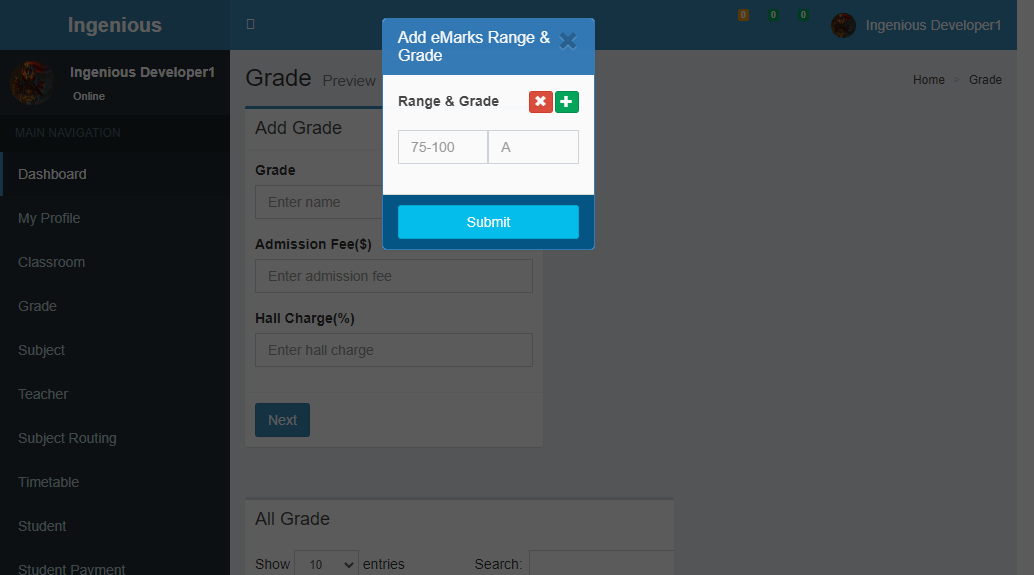 Ingenious
0
0
0
Ingenious Developer1
Ingenious Developer1
Online
MAIN NAVIGATION
Dashboard
My Profile
Classroom
Grade
Subject
Teacher
Subject Routing
Timetable
Student
Student Payment
Grade Preview
Home > Grade
Add Grade
Grade
Enter name
Admission Fee($)
Enter admission fee
Hall Charge(%)
Enter hall charge
Next
All Grade
Show 10 entries
Search:
Add eMarks Range &
Grade
Range & Grade
75-100
A
Submit